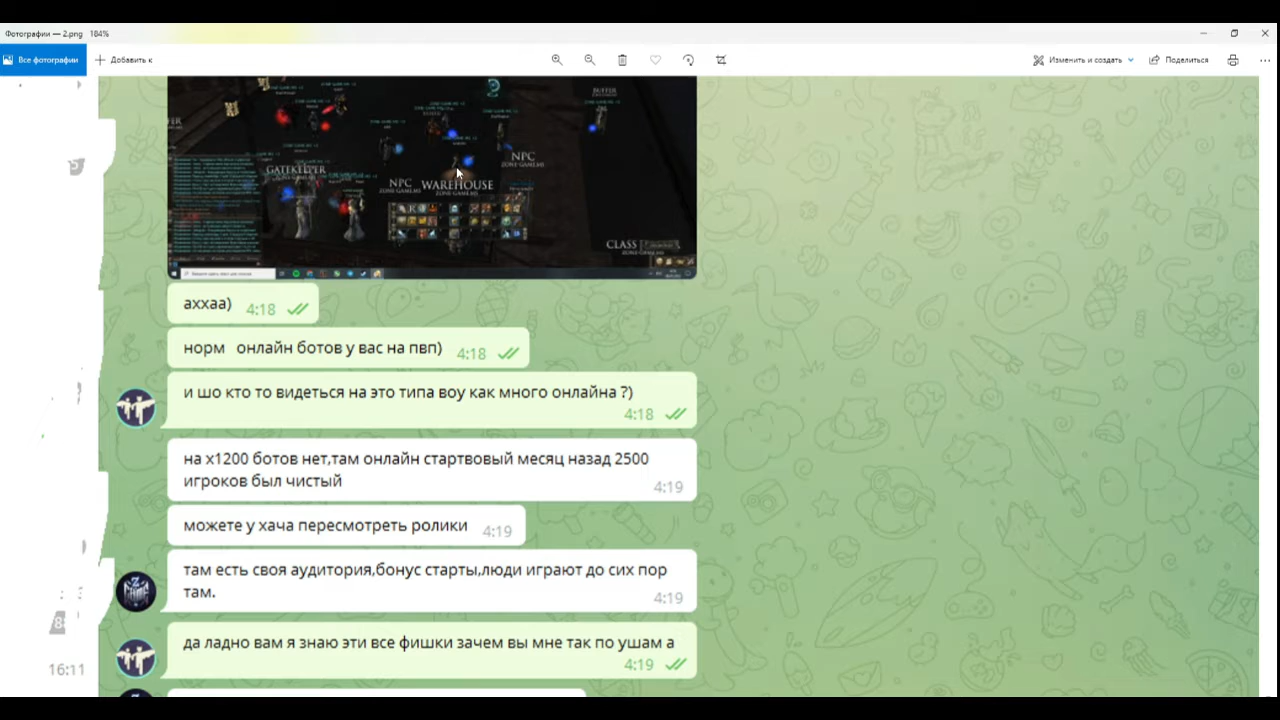 Фотографии — 2.png 184%
Все фотографии
Добавить к
Изменить и создать
Поделиться
BUFFER
GATEKEEPER
NPC
NPC
WAREHOUSE
CLASS
аххаа) 4:18
норм онлайн ботов у вас на пвп) 4:18
и шо кто то видеться на это типа воу как много онлайна ?)
4:18
на х1200 ботов нет,там онлайн стартвовый месяц назад 2500
игроков был чистый
4:19
можете у хача пересмотреть ролики 4:19
там есть своя аудитория,бонус старты,люди играют до сих пор
там.
4:19
да ладно вам я знаю эти все фишки зачем вы мне так по ушам а
4:19
16:11